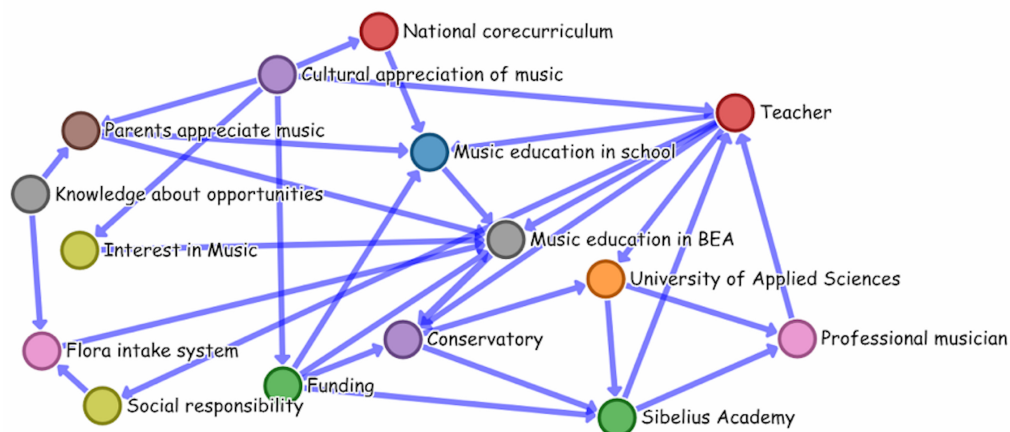 National corecurriculum
Cultural appreciation of music
Teacher
Parents appreciate music
Music education in school
Knowledge about opportunities
Music education in BEA
Interest in Music
University of Applied Sciences
Conservatory
Professional musician
Flora intake system
Funding
Social responsibility
Sibelius Academy